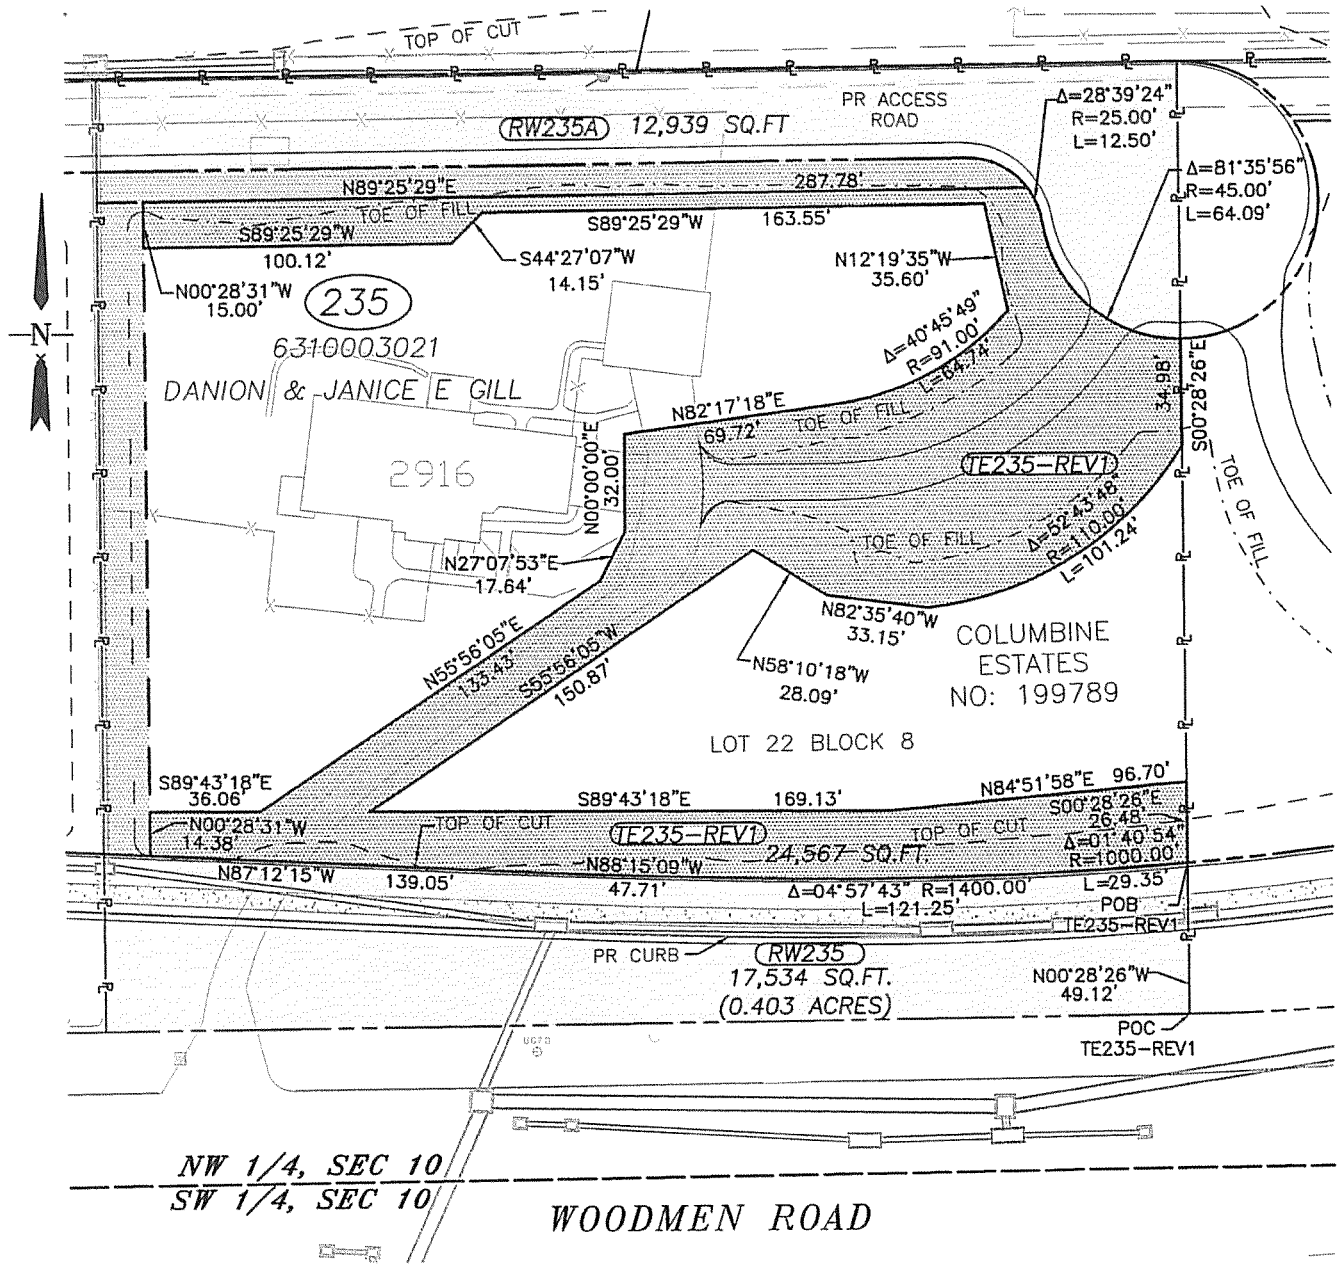 TOP OF CUT
PR ACCESS
ROAD
RW235A 12,939 SQ.FT
Δ=28°39'24"
R=25.00'
L=12.50'
Δ=81°35'56"
R=45.00'
L=64.09'
N89°25'29"E
287.78'
TOE OF FILL
S89°25'29"W
100.12'
S89°25'29"W 163.55'
S44°27'07"W
14.15'
N12°19'35"W
35.60'
N00°28'31"W
15.00'
235
6310003021
DANION & JANICE E GILL
N
Δ=40°45'49"
R=91.00'
L=64.74'
34.98'
S00°28'26"E
N82°17'18"E
69.72'
TOE OF FILL
N00°00'00"E
32.00'
2916
TE235-REV1
TOE OF FILL
TOE OF FILL
Δ=52°43'48"
R=110.00'
L=101.24'
N27°07'53"E
17.64'
N82°35'40"W
33.15'
COLUMBINE
ESTATES
NO: 199789
N55°56'05"E
133.43'
S55°56'05"W
150.87'
N58°10'18"W
28.09'
LOT 22 BLOCK 8
S89°43'18"E
36.06'
S89°43'18"E 169.13'
N84°51'58"E 96.70'
S00°28'26"E
26.48'
N00°28'31"W
14.38'
TOP OF CUT
TE235-REV1
24,567 SQ.FT.
TOP OF CUT
Δ=01°40'54"
R=1000.00'
L=29.35'
N87°12'15"W
139.05'
N88°15'09"W
47.71'
Δ=04°57'43" R=1400.00'
L=121.25'
POB
TE235-REV1
PR CURB
RW235
17,534 SQ.FT.
(0.403 ACRES)
N00°28'26"W
49.12'
POC
TE235-REV1
NW 1/4, SEC 10
SW 1/4, SEC 10
WOODMEN ROAD